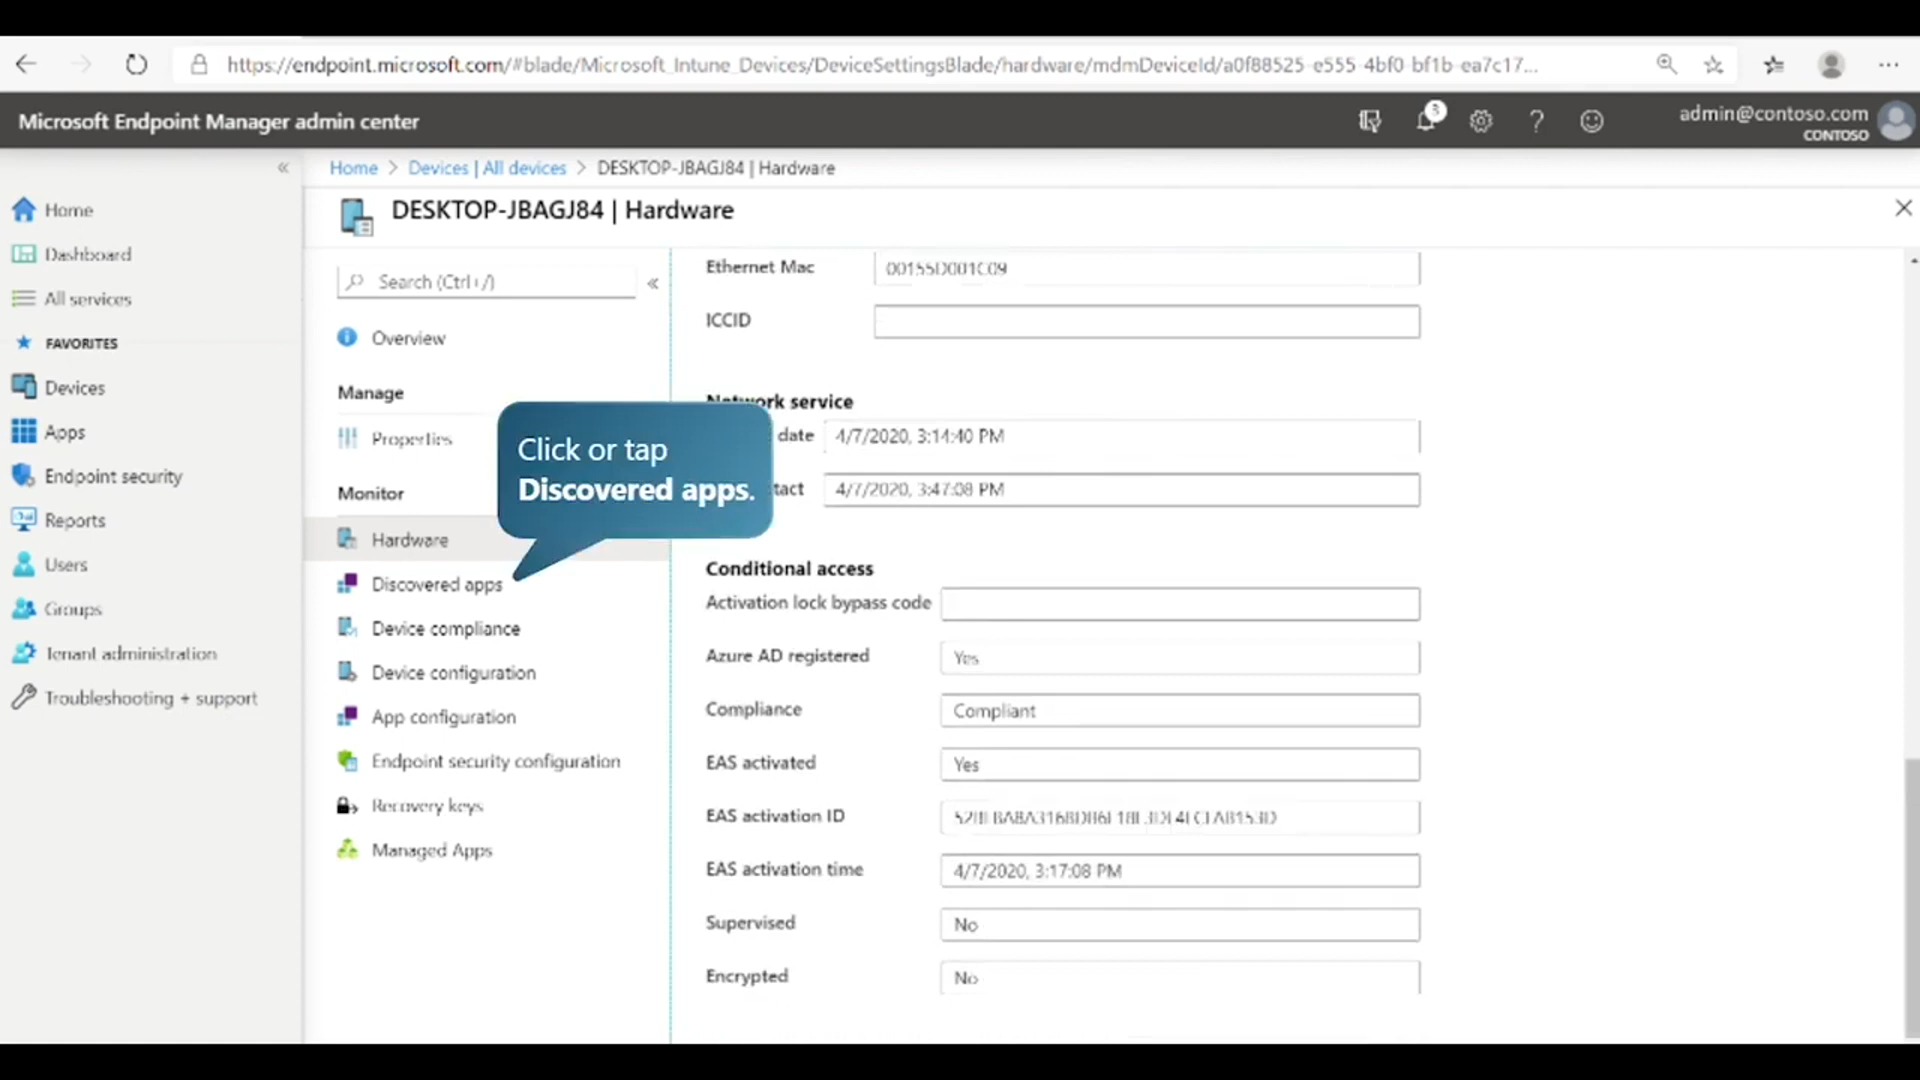 https://endpoint.microsoft.com/#blade/Microsoft_Intune_Devices/DeviceSettingsBlade/hardware/mdmDeviceId/a0f88525-e555-4bf0-bf1b-ea7c17...
Microsoft Endpoint Manager admin center
3
admin@contoso.com
CONTOSO
Home > Devices | All devices > DESKTOP-JBAGJ84 | Hardware
DESKTOP-JBAGJ84 | Hardware
Home
Dashboard
All services
FAVORITES
Devices
Apps
Endpoint security
Reports
Users
Groups
Tenant administration
Troubleshooting + support
Search (Ctrl+/)
Overview
Manage
Properties
Monitor
Hardware
Discovered apps
Device compliance
Device configuration
App configuration
Endpoint security configuration
Recovery keys
Managed Apps
Click or tap
Discovered apps.
Ethernet Mac 00155D001C09
ICCID
Network service
date 4/7/2020, 3:14:40 PM
tact 4/7/2020, 3:47:08 PM
Conditional access
Activation lock bypass code
Azure AD registered Yes
Compliance Compliant
EAS activated Yes
EAS activation ID
EAS activation time 4/7/2020, 3:17:08 PM
Supervised No
Encrypted No